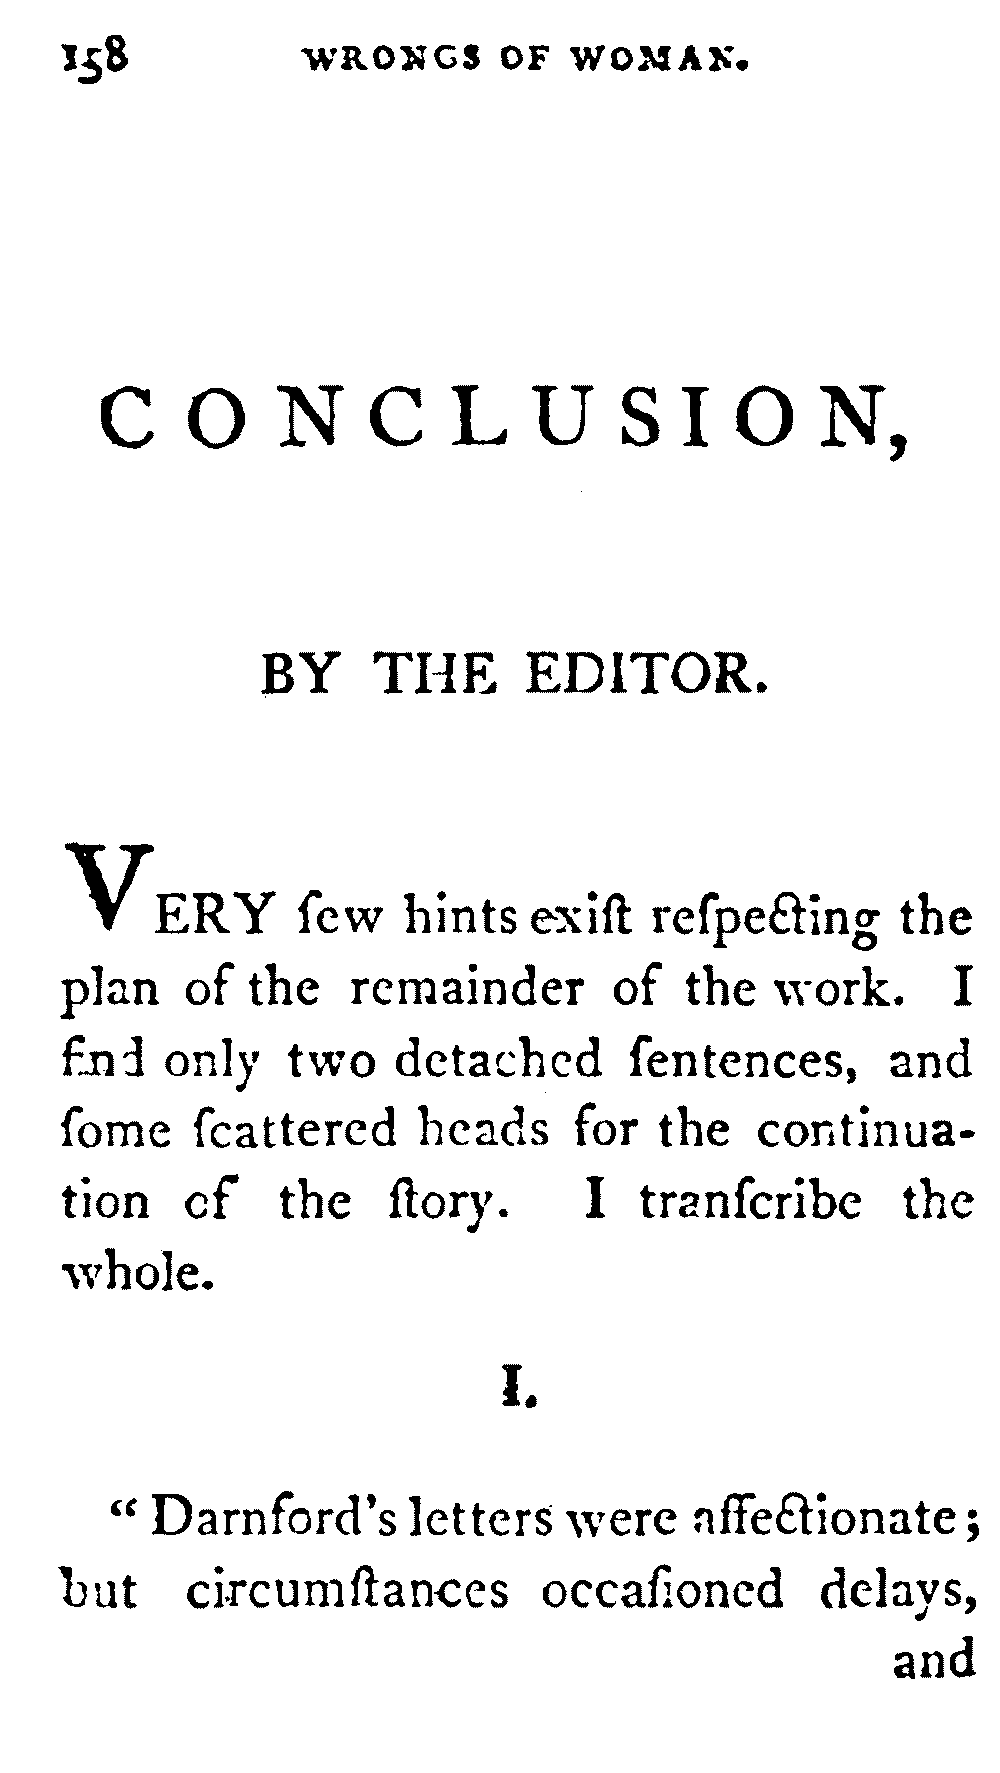 158 WRONGS OF WOMAN.
CONCLUSION,
BY THE EDITOR.
VERY few hints exiſt reſpecting the
plan of the remainder of the work. I
find only two detached ſentences, and
ſome ſcattered heads for the continua-
tion of the ſtory. I tranſcribe the
whole.
I.
“ Darnford's letters were affectionate;
but circumſtances occaſioned delays,
and